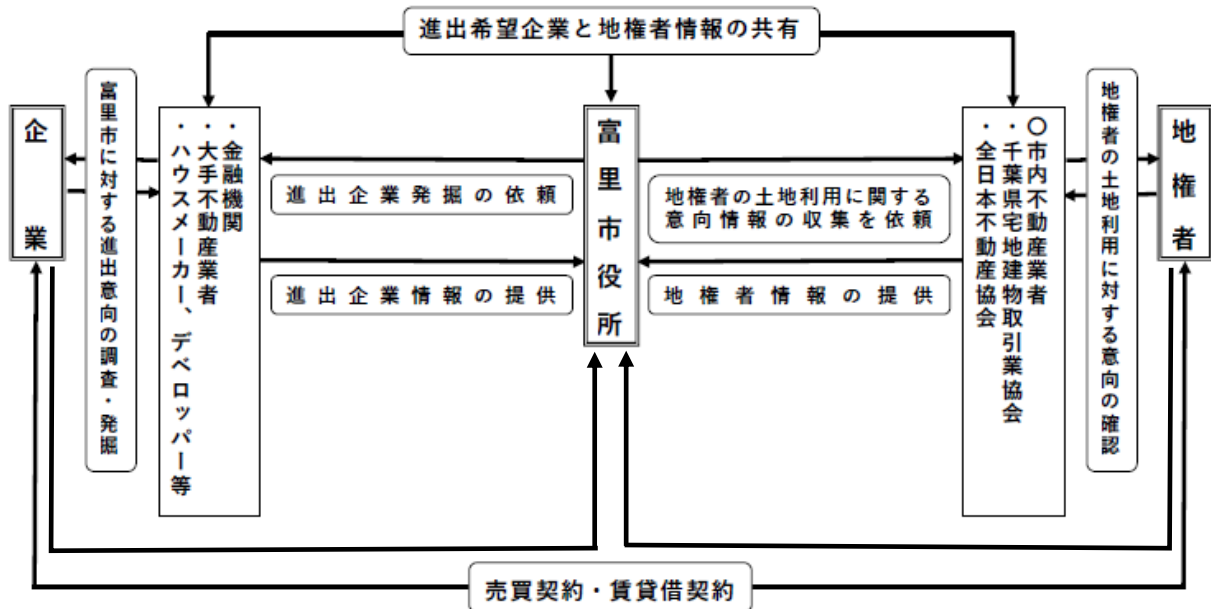 進出希望企業と地権者情報の共有
企業
富里市に対する進出意向の調査・発掘
・金融機関
・大手不動産業者
・ハウスメーカー、デベロッパー等
進出企業発掘の依頼
進出企業情報の提供
富里市役所
地権者の土地利用に関する
意向情報の収集を依頼
地権者情報の提供
〇市内不動産業者
・千葉県宅地建物取引業協会
・全日本不動産協会
地権者の土地利用に対する意向の確認
地権者
売買契約・賃貸借契約